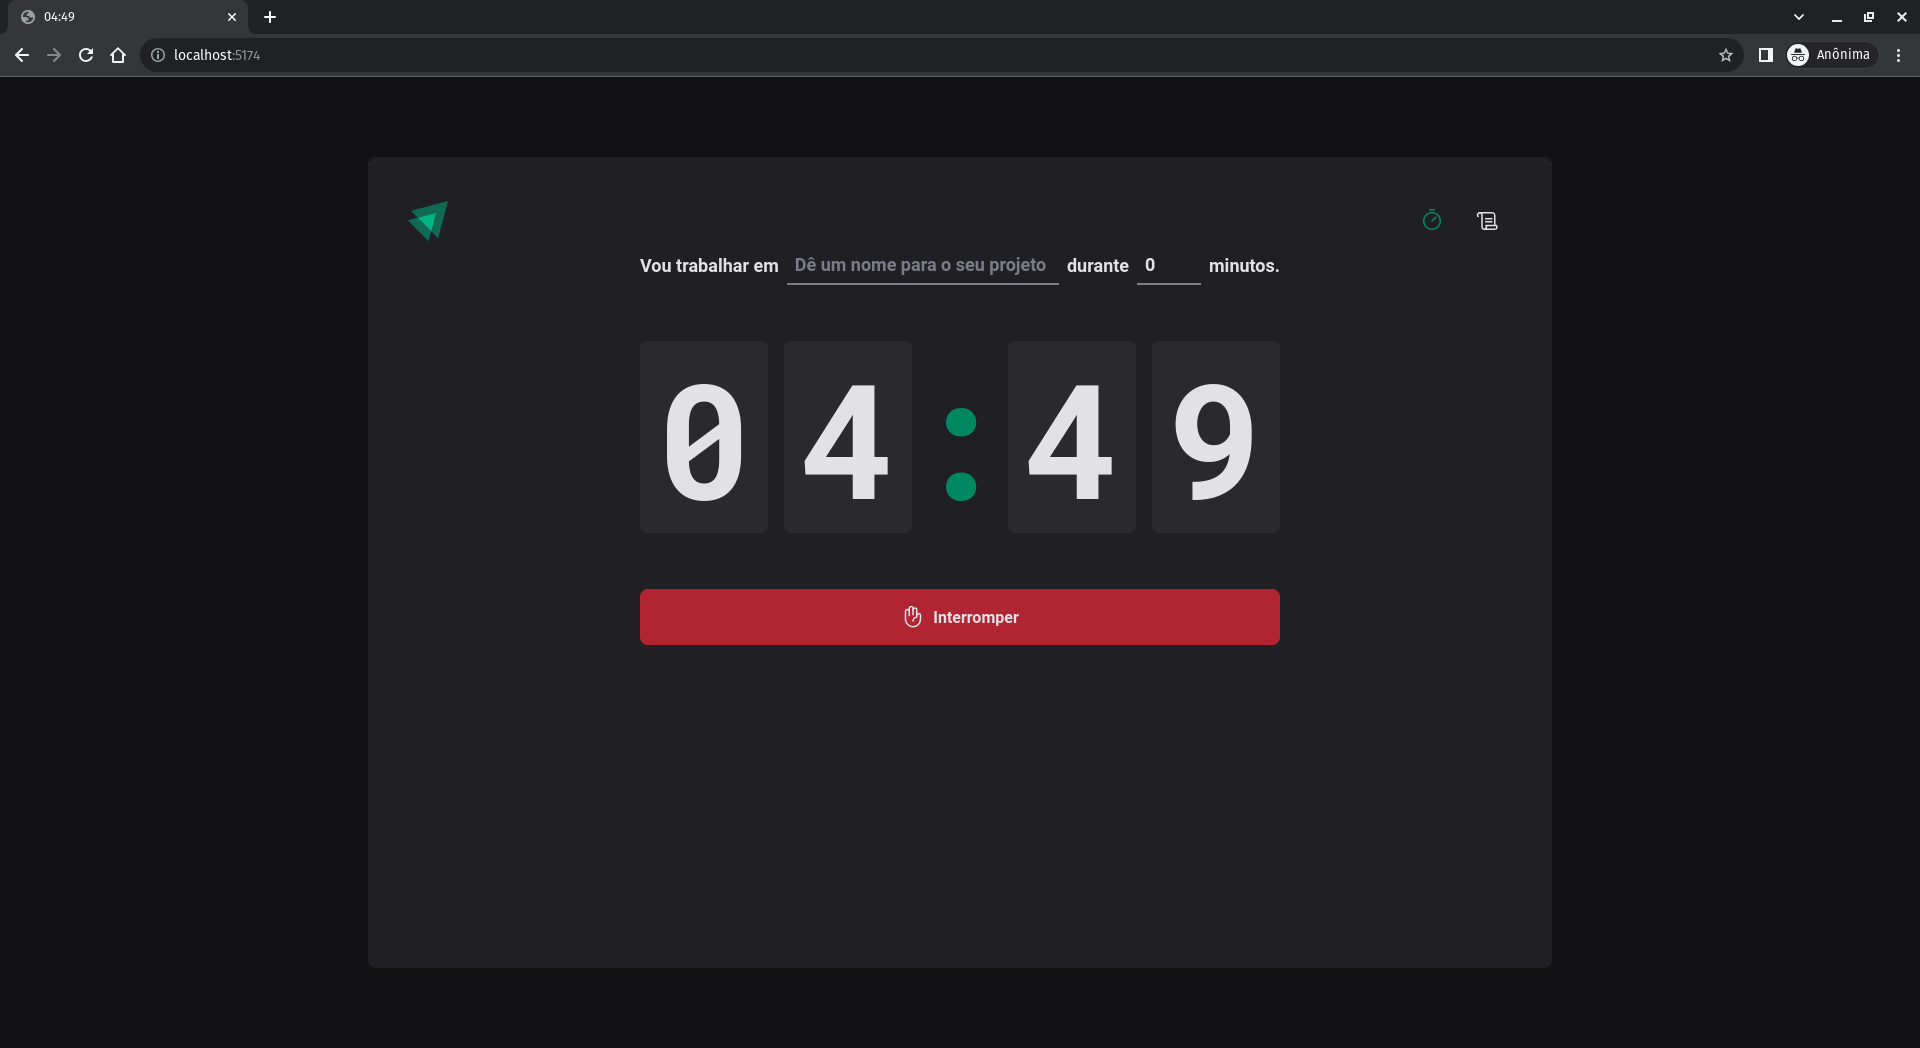 04:49
localhost:5174
Anônima
Vou trabalhar em Dê um nome para o seu projeto durante 0 minutos.
04:49
Interromper